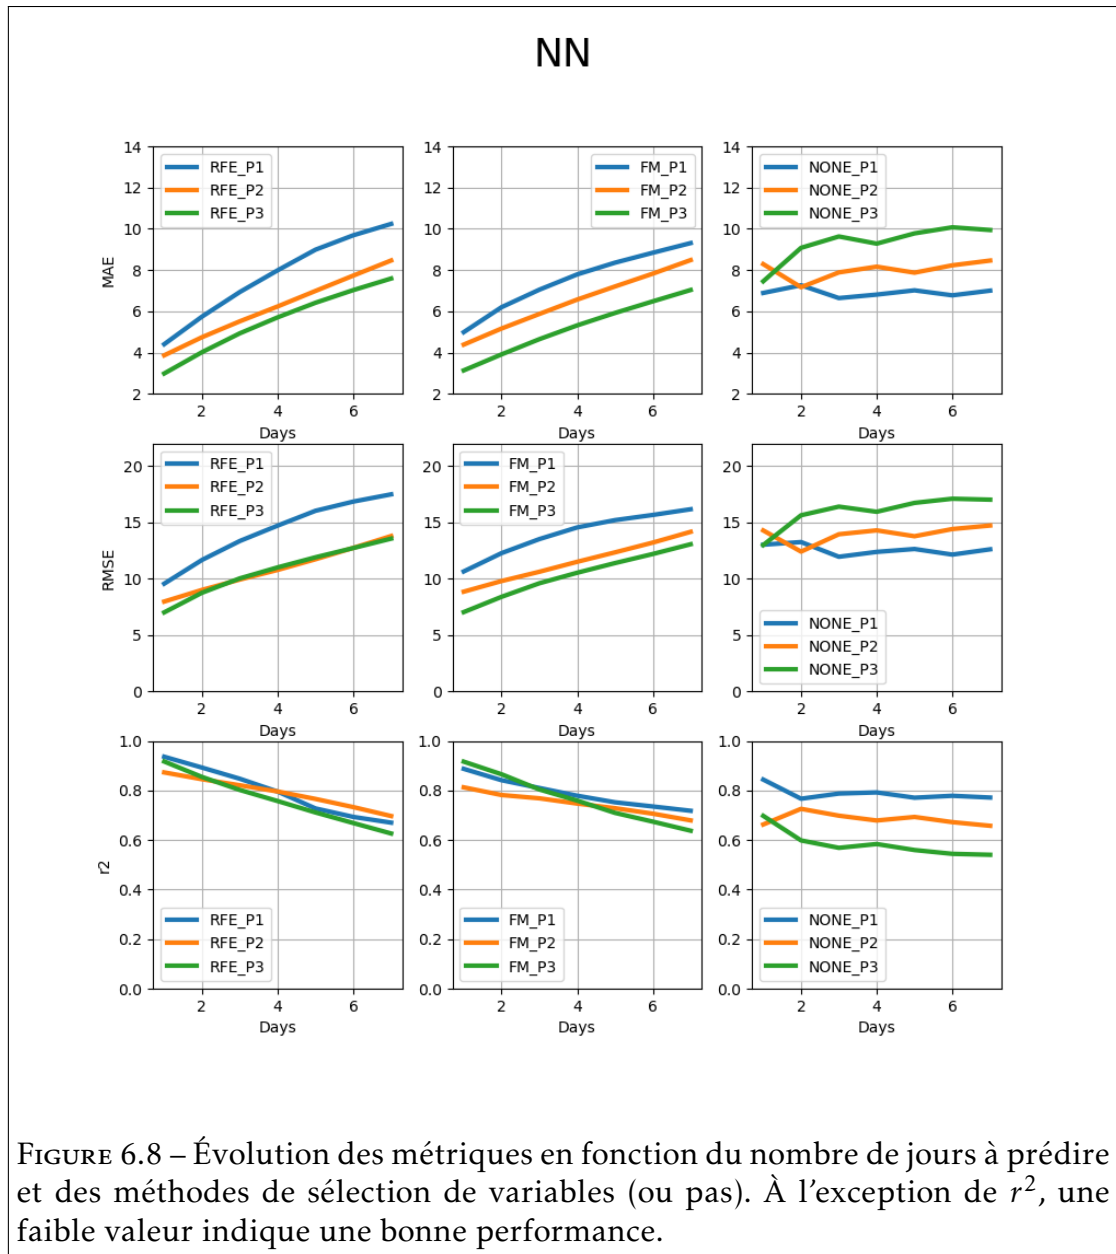 NN
14
12
10
8
6
4
2
MAE
RFE_P1
RFE_P2
RFE_P3
2
4
6
Days
14
12
10
8
6
4
2
FM_P1
FM_P2
FM_P3
2
4
6
Days
14
12
10
8
6
4
2
NONE_P1
NONE_P2
NONE_P3
2
4
6
Days
20
15
10
5
0
RMSE
RFE_P1
RFE_P2
RFE_P3
2
4
6
Days
20
15
10
5
0
FM_P1
FM_P2
FM_P3
2
4
6
Days
20
15
10
5
0
NONE_P1
NONE_P2
NONE_P3
2
4
6
Days
1.0
0.8
0.6
0.4
0.2
0.0
r2
RFE_P1
RFE_P2
RFE_P3
2
4
6
Days
1.0
0.8
0.6
0.4
0.2
0.0
FM_P1
FM_P2
FM_P3
2
4
6
Days
1.0
0.8
0.6
0.4
0.2
0.0
NONE_P1
NONE_P2
NONE_P3
2
4
6
Days
FIGURE 6.8 – Évolution des métriques en fonction du nombre de jours à prédire
et des méthodes de sélection de variables (ou pas). À l'exception de r², une
faible valeur indique une bonne performance.